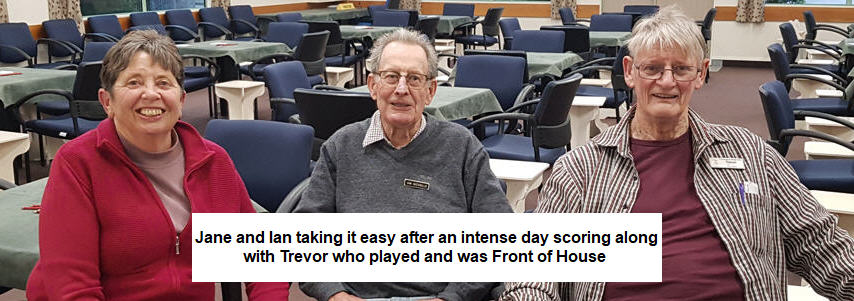 Jane and Ian taking it easy after an intense day scoring along
with Trevor who played and was Front of House